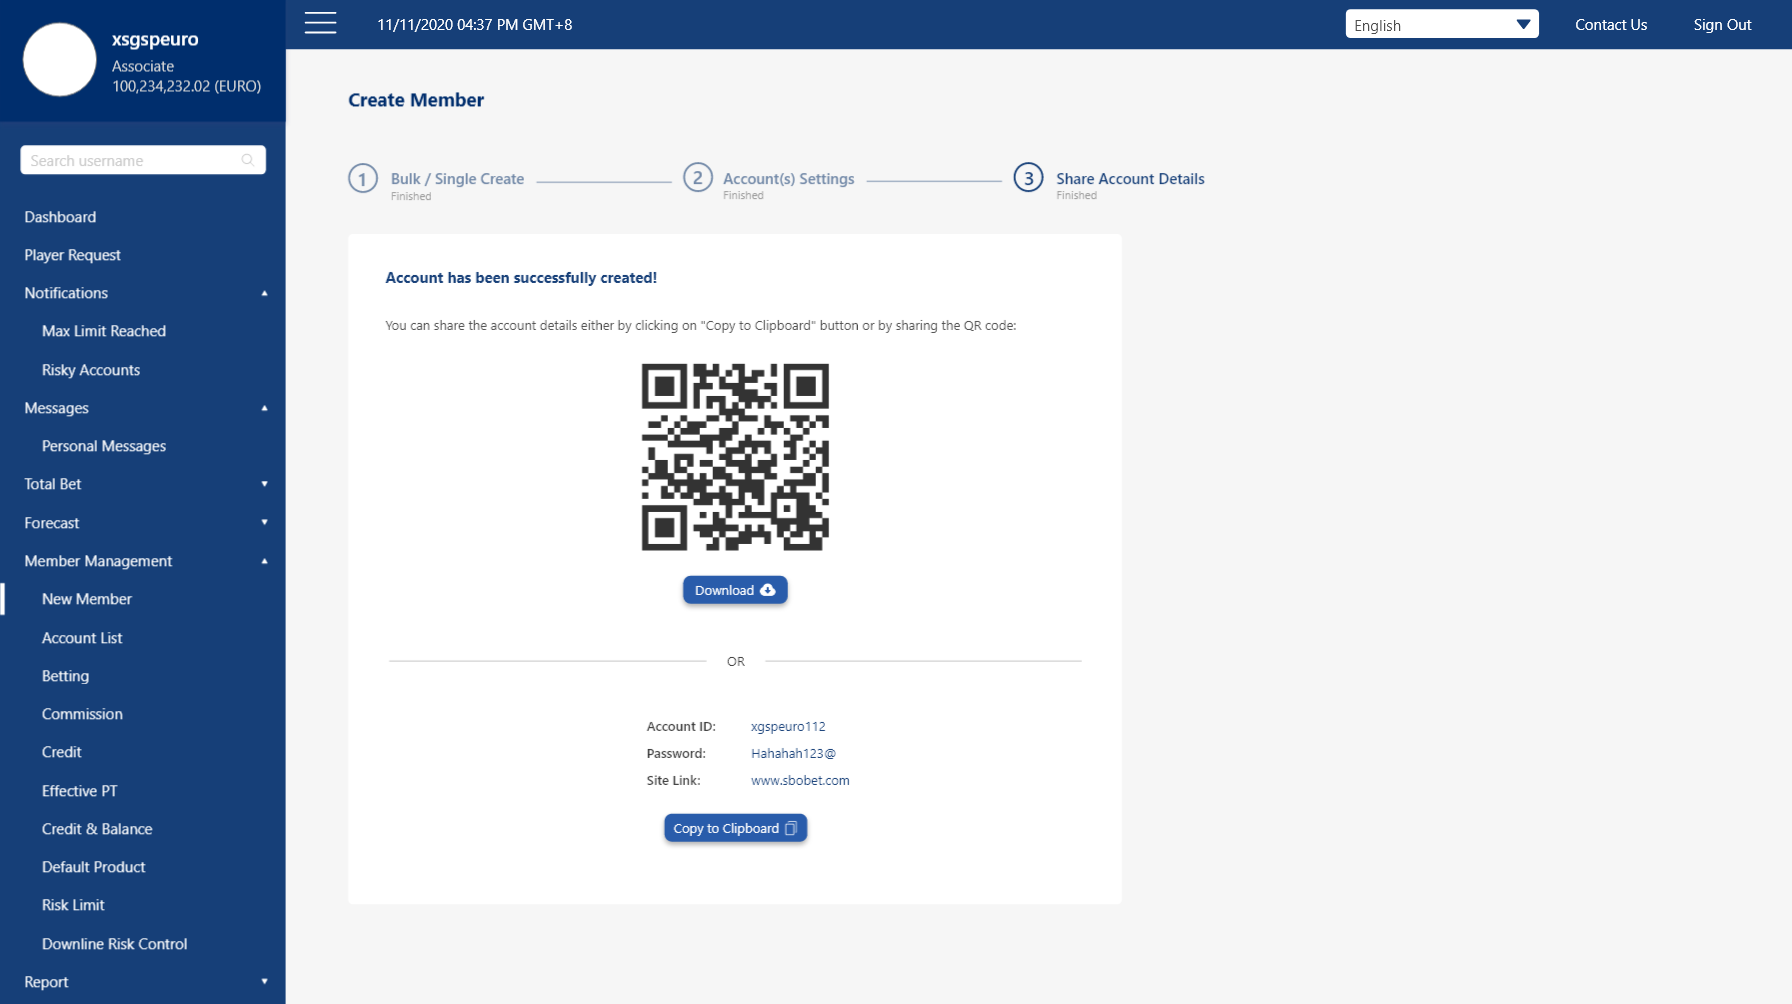 xsgspeuro
Associate
100,234,232.02 (EURO)
Search username
Dashboard
Player Request
Notifications
Max Limit Reached
Risky Accounts
Messages
Personal Messages
Total Bet
Forecast
Member Management
New Member
Account List
Betting
Commission
Credit
Effective PT
Credit & Balance
Default Product
Risk Limit
Downline Risk Control
Report
11/11/2020 04:37 PM GMT+8
English
Contact Us
Sign Out
Create Member
1 Bulk / Single Create
Finished
2 Account(s) Settings
Finished
3 Share Account Details
Finished
Account has been successfully created!
You can share the account details either by clicking on "Copy to Clipboard" button or by sharing the QR code:
Download
OR
Account ID: xgspeuro112
Password: Hahahah123@
Site Link: www.sbobet.com
Copy to Clipboard